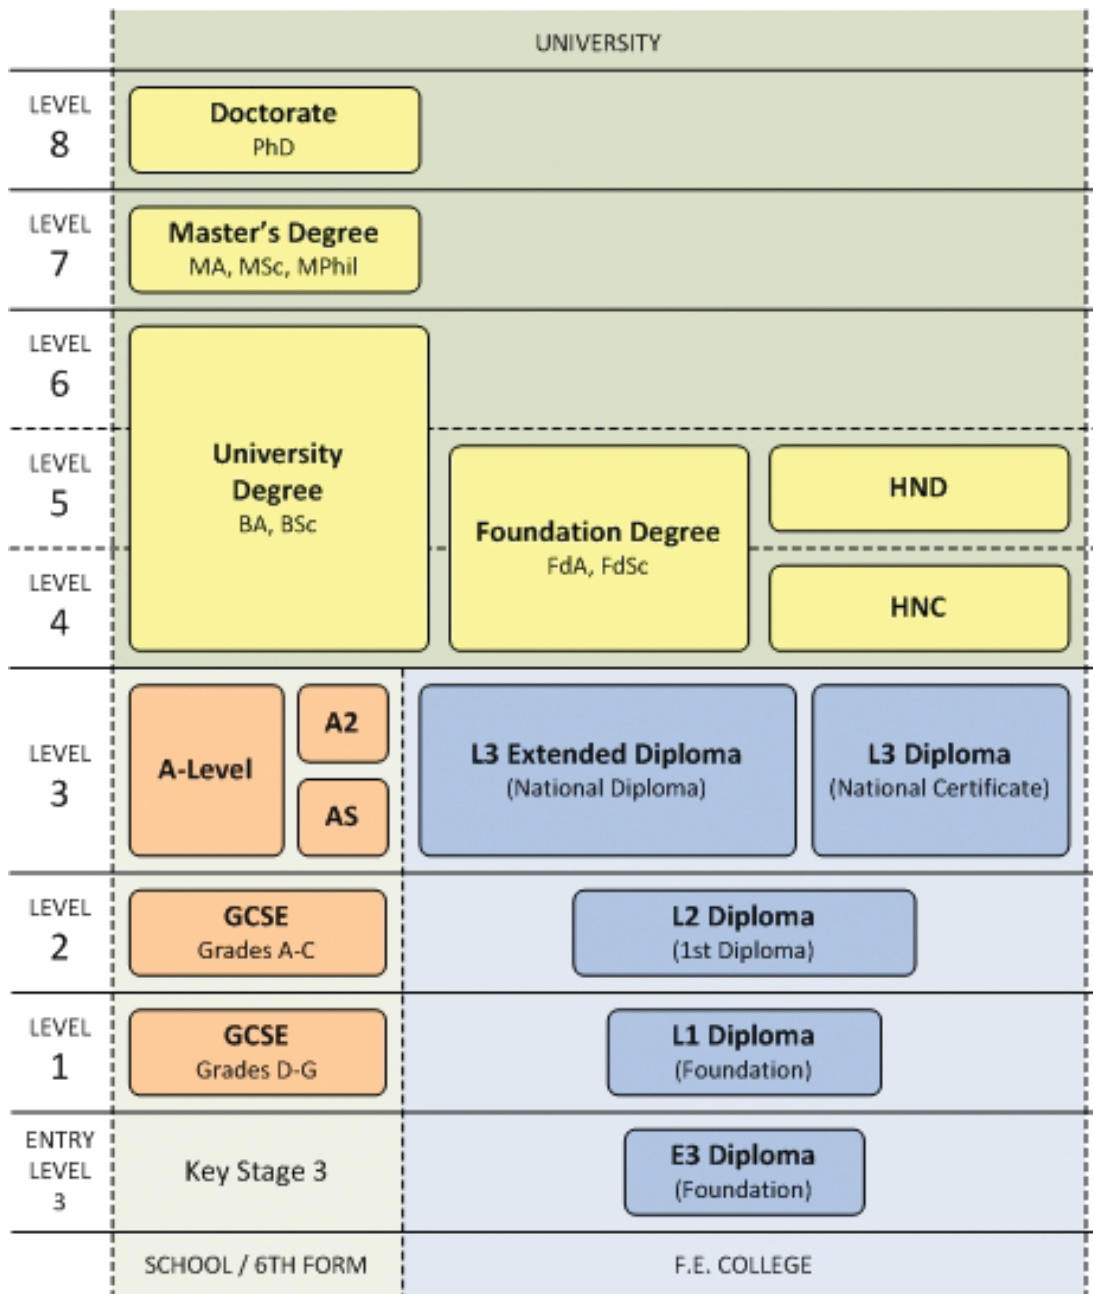 UNIVERSITY
LEVEL
8
Doctorate
PhD
LEVEL
7
Master's Degree
MA, MSc, MPhil
LEVEL
6
University
Degree
BA, BSc
LEVEL
5
Foundation Degree
FdA, FdSc
HND
LEVEL
4
HNC
LEVEL
3
A-Level
A2
AS
L3 Extended Diploma
(National Diploma)
L3 Diploma
(National Certificate)
LEVEL
2
GCSE
Grades A-C
L2 Diploma
(1st Diploma)
LEVEL
1
GCSE
Grades D-G
L1 Diploma
(Foundation)
ENTRY
LEVEL
3
Key Stage 3
E3 Diploma
(Foundation)
SCHOOL / 6TH FORM
F.E. COLLEGE